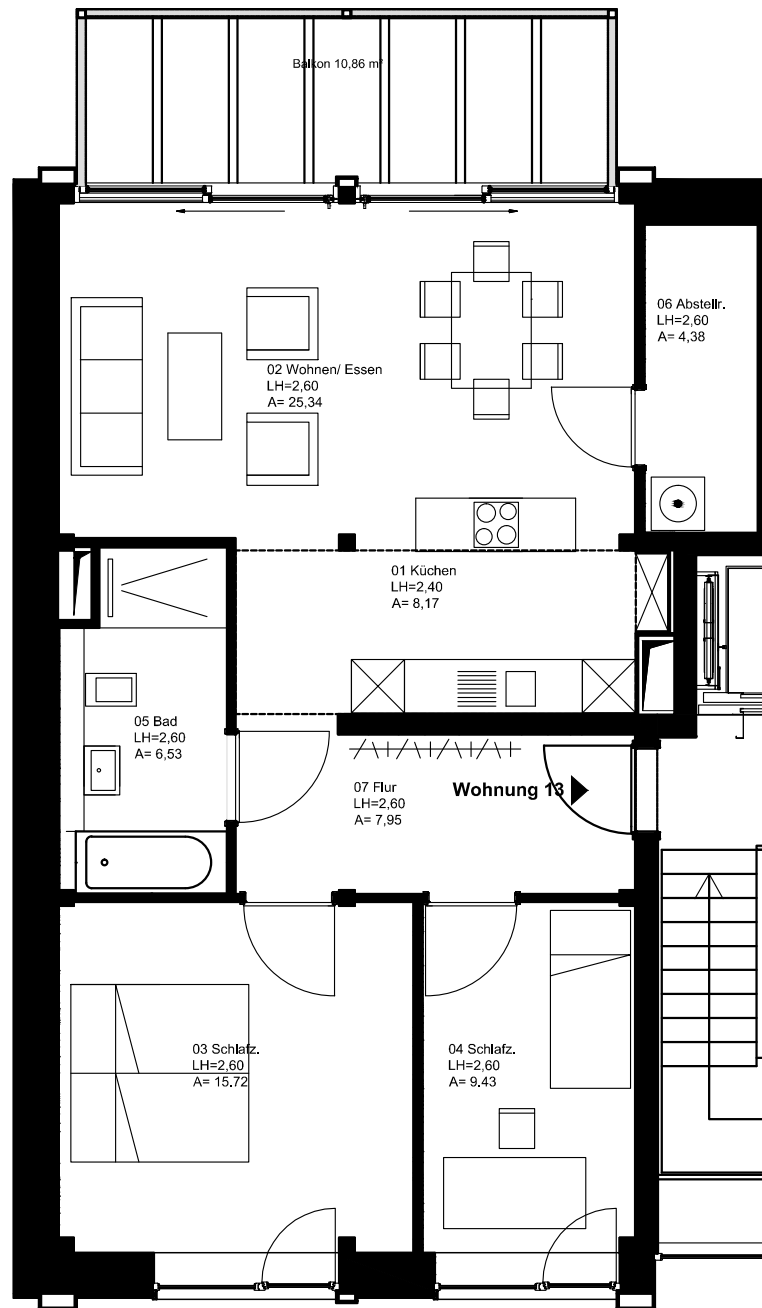 Balkon 10,86 m²
06 Abstellr.
LH=2,60
A= 4,38
02 Wohnen/ Essen
LH=2,60
A= 25,34
01 Küchen
LH=2,40
A= 8,17
05 Bad
LH=2,60
A= 6,53
07 Flur
LH=2,60
A= 7,95
Wohnung 13
03 Schlafz.
LH=2,60
A= 15.72
04 Schlafz.
LH=2,60
A= 9.43